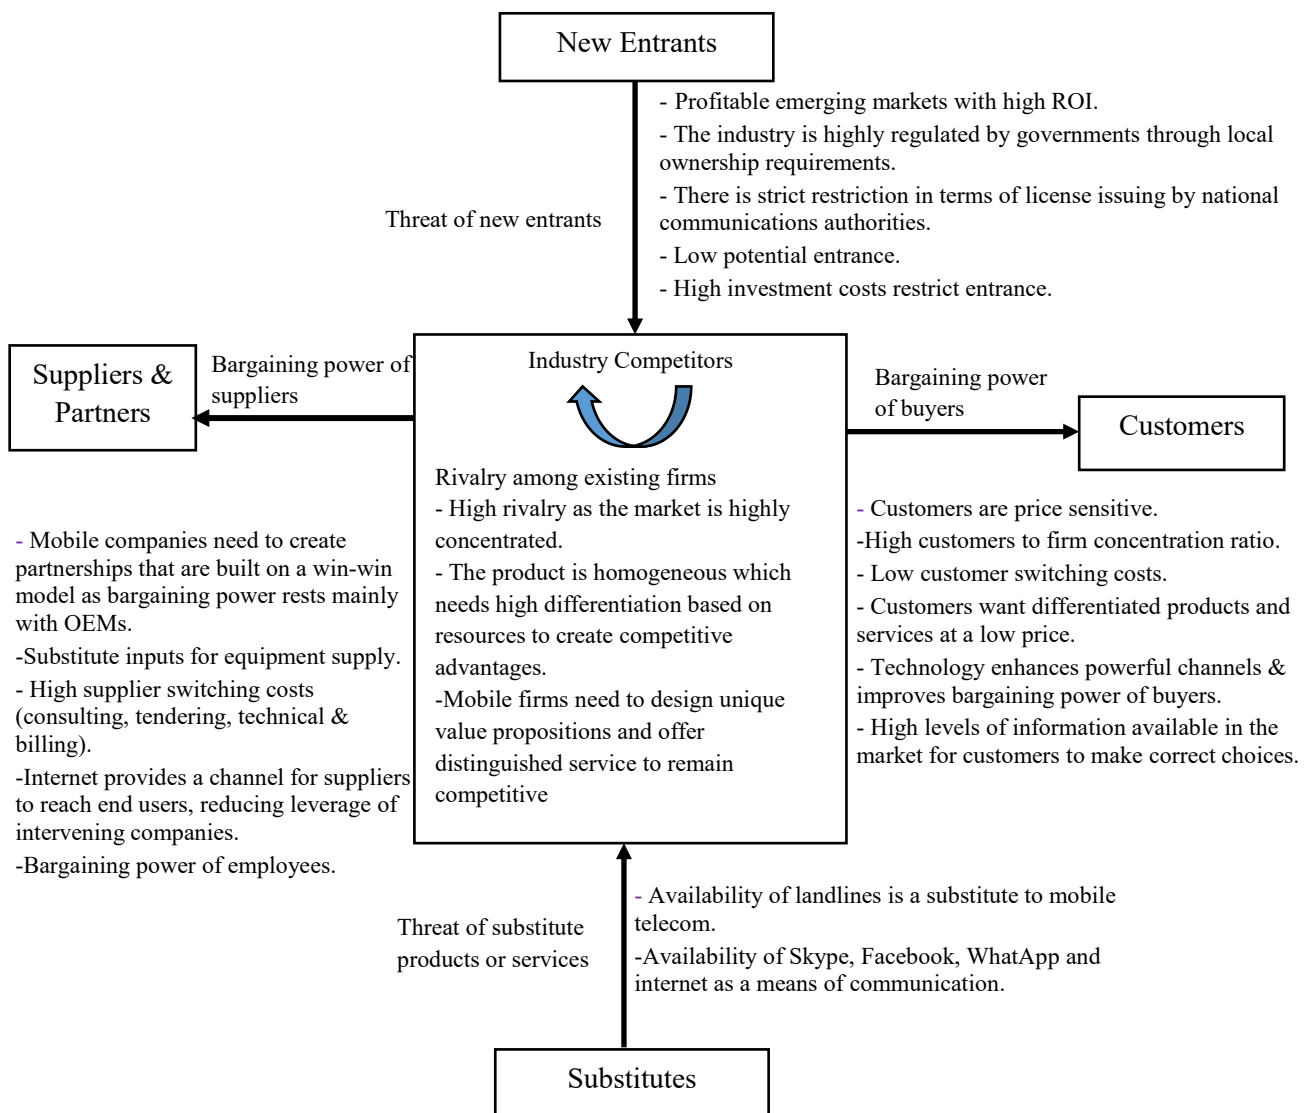 New Entrants
- Profitable emerging markets with high ROI.
- The industry is highly regulated by governments through local
ownership requirements.
- There is strict restriction in terms of license issuing by national
communications authorities.
- Low potential entrance.
- High investment costs restrict entrance.
Threat of new entrants
Suppliers &
Partners
Bargaining power of
suppliers
Industry Competitors
Rivalry among existing firms
- High rivalry as the market is highly
concentrated.
- The product is homogeneous which
needs high differentiation based on
resources to create competitive
advantages.
-Mobile firms need to design unique
value propositions and offer
distinguished service to remain
competitive
Bargaining power
of buyers
Customers
- Mobile companies need to create
partnerships that are built on a win-win
model as bargaining power rests mainly
with OEMs.
-Substitute inputs for equipment supply.
- High supplier switching costs
(consulting, tendering, technical &
billing).
-Internet provides a channel for suppliers
to reach end users, reducing leverage of
intervening companies.
-Bargaining power of employees.
- Customers are price sensitive.
-High customers to firm concentration ratio.
- Low customer switching costs.
- Customers want differentiated products and
services at a low price.
- Technology enhances powerful channels &
improves bargaining power of buyers.
- High levels of information available in the
market for customers to make correct choices.
Threat of substitute
products or services
- Availability of landlines is a substitute to mobile
telecom.
-Availability of Skype, Facebook, WhatApp and
internet as a means of communication.
Substitutes